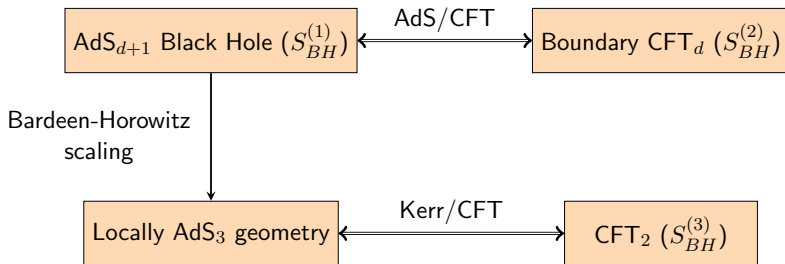 AdS/CFT
AdS_{d+1} Black Hole (S_{BH}^{(1)})
Boundary CFT_d (S_{BH}^{(2)})
Bardeen-Horowitz
scaling
Kerr/CFT
Locally AdS_3 geometry
CFT_2 (S_{BH}^{(3)})